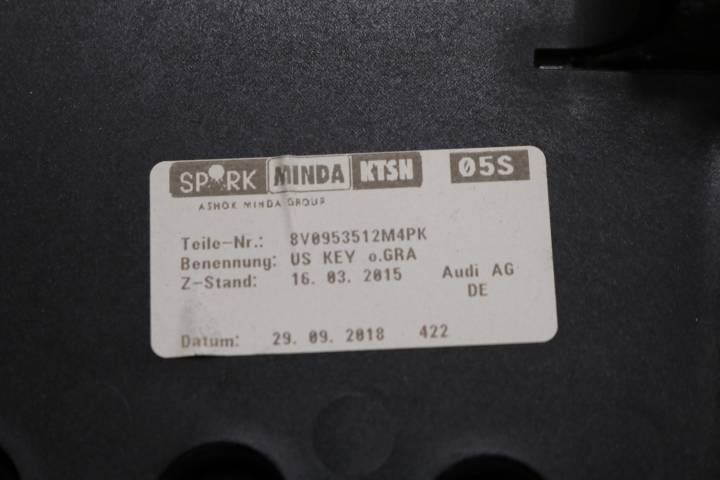 SPARK MINDA KTSN 05S
ASHOK MINDA GROUP
Teile-Nr.: 8V0953512M4PK
Benennung: US KEY o.GRA
Z-Stand: 16. 03. 2015 Audi AG
DE
Datum: 29. 09. 2018 422